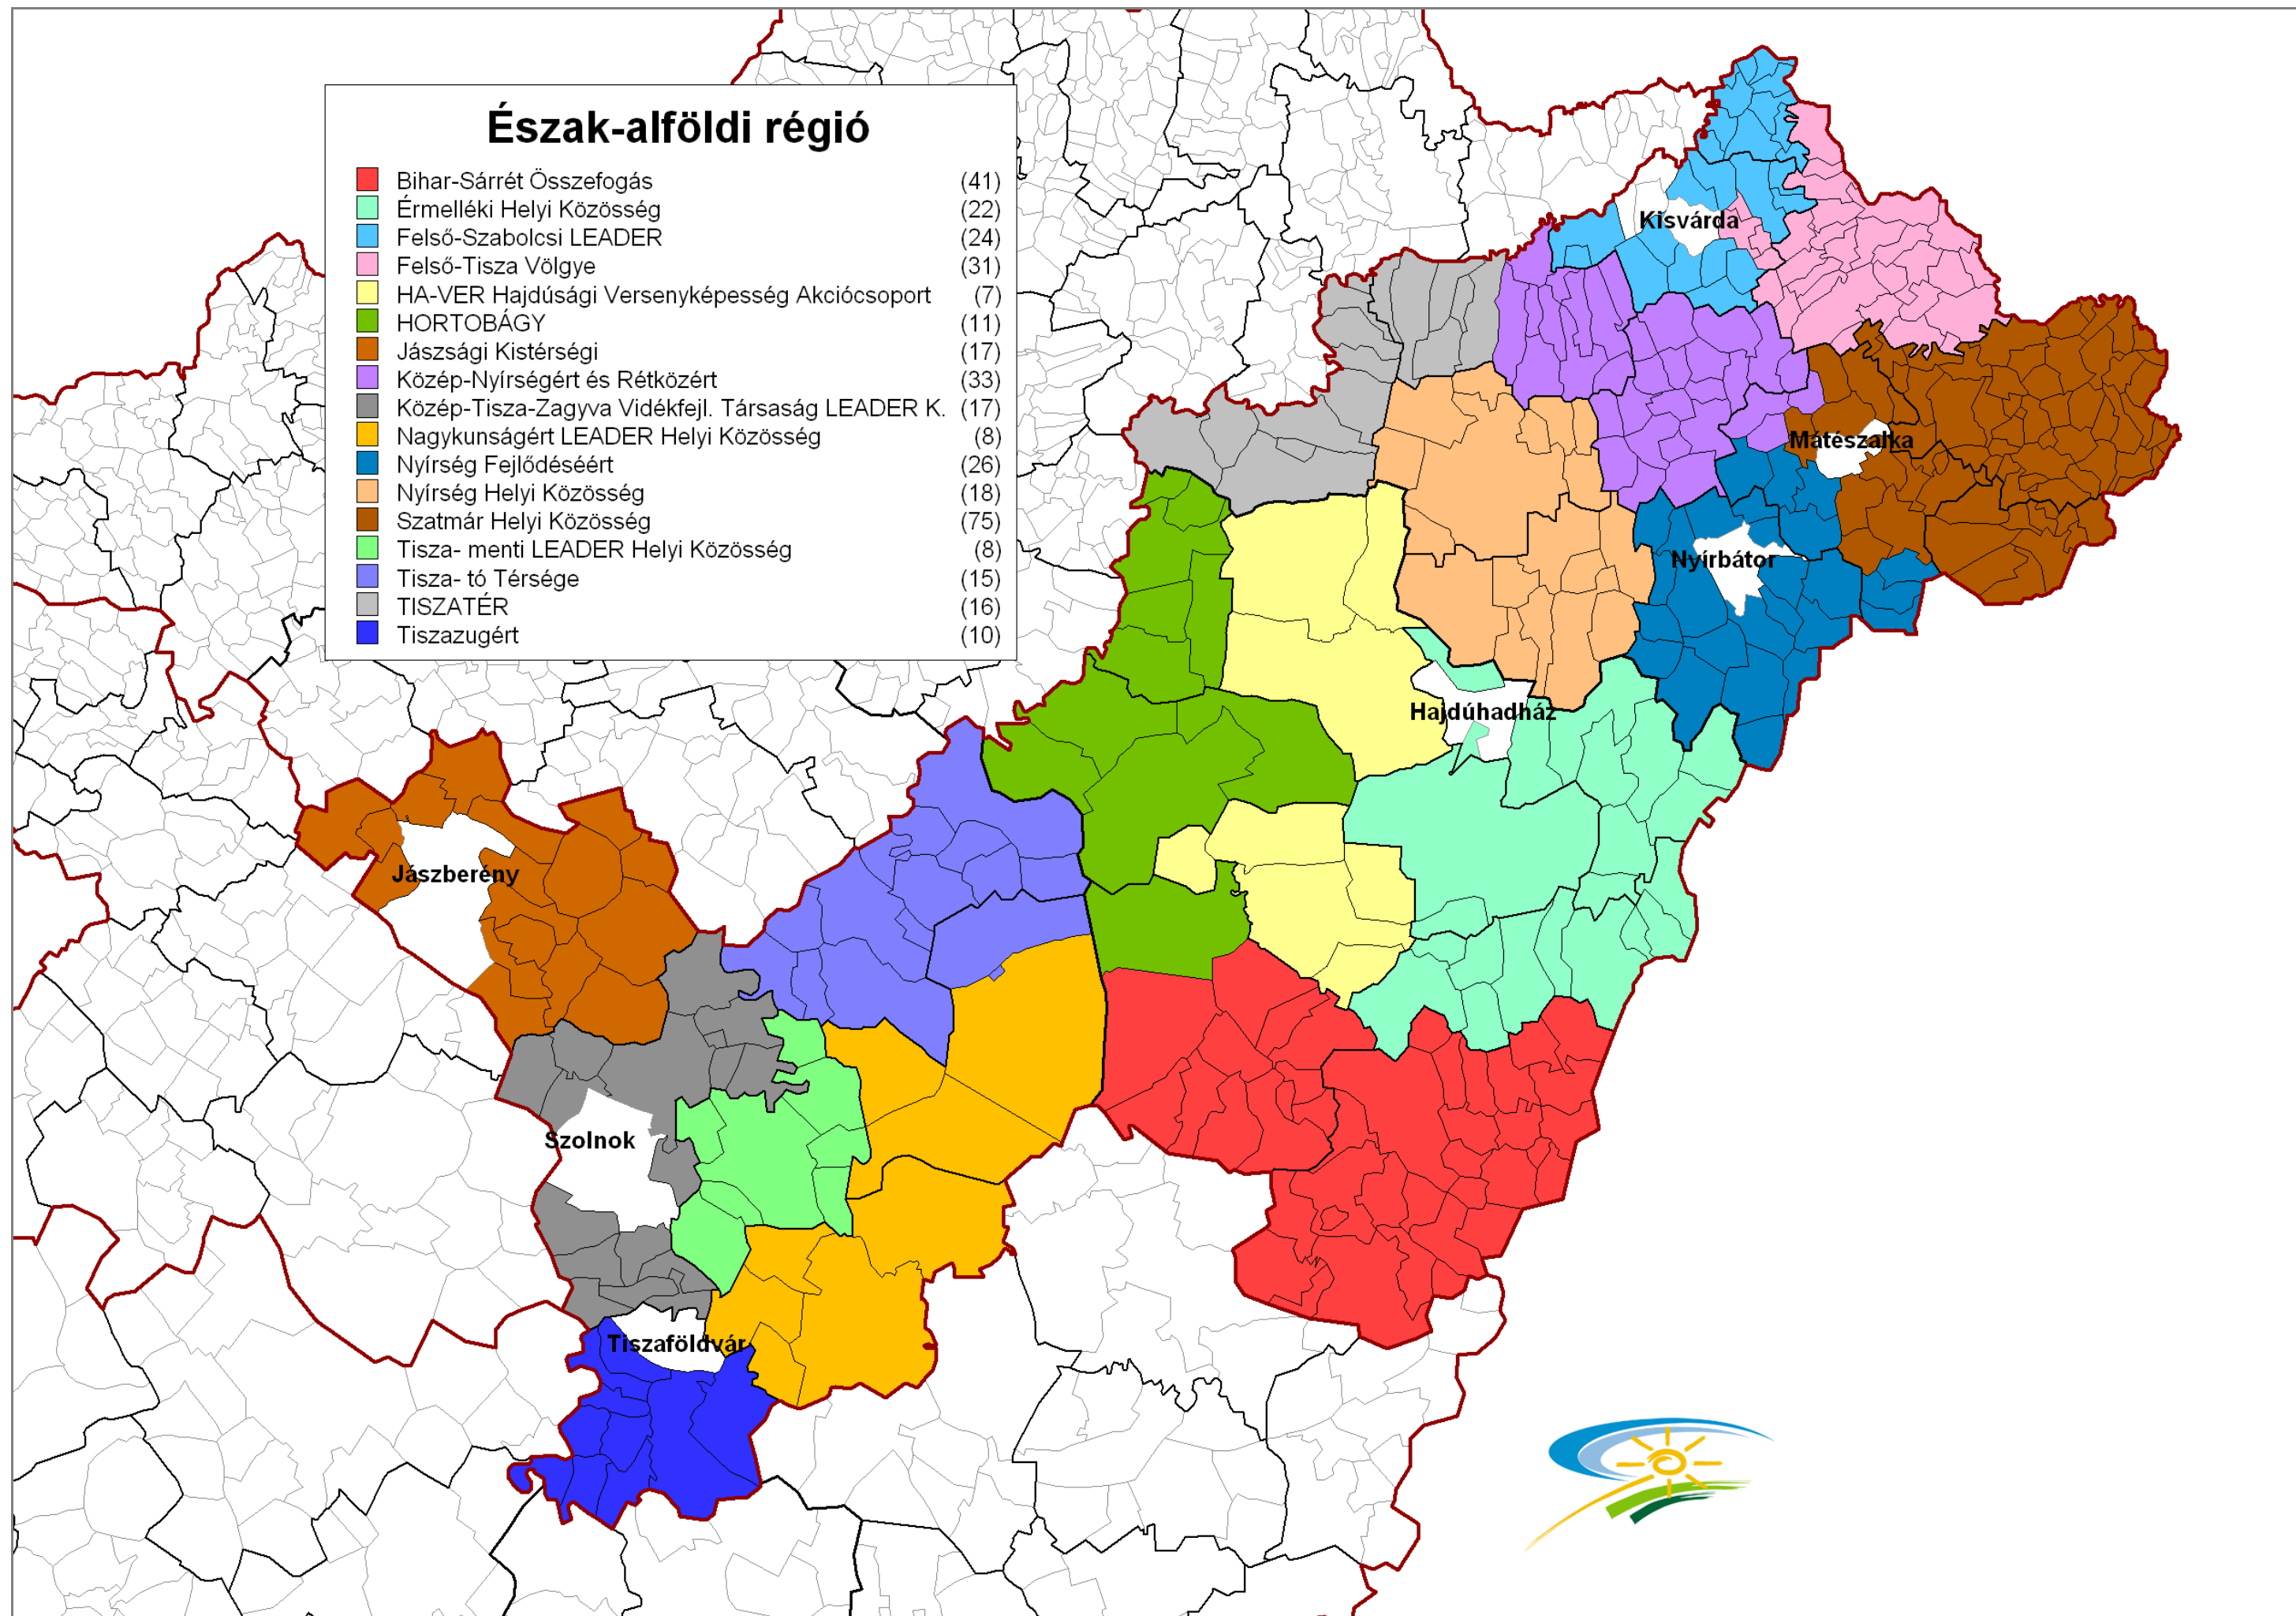 Észak-alföldi régió
Bihar-Sárrét Összefogás (41)
Érmelléki Helyi Közösség (22)
Felső-Szabolcsi LEADER (24)
Felső-Tisza Völgye (31)
HA-VER Hajdúsági Versenyképesség Akciócsoport (7)
HORTOBÁGY (11)
Jászsági Kistérségi (17)
Közép-Nyírségért és Rétközért (33)
Közép-Tisza-Zagyva Vidékfejl. Társaság LEADER K. (17)
Nagykunságért LEADER Helyi Közösség (8)
Nyírség Fejlődéséért (26)
Nyírség Helyi Közösség (18)
Szatmár Helyi Közösség (75)
Tisza- menti LEADER Helyi Közösség (8)
Tisza- tó Térsége (15)
TISZATÉR (16)
Tiszazugért (10)
Kisvárda
Mátészalka
Nyírbátor
Hajdúhadház
Jászberény
Szolnok
Tiszaföldvár